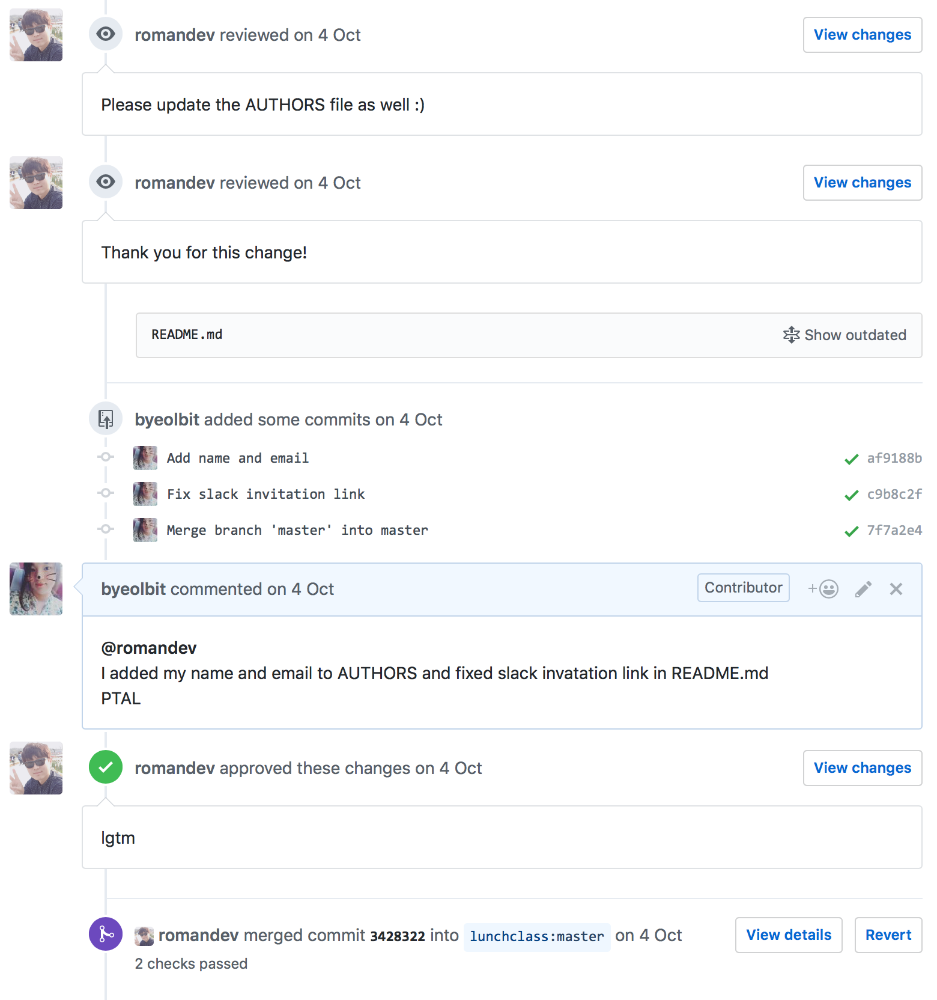 romandev reviewed on 4 Oct
View changes
Please update the AUTHORS file as well :)
romandev reviewed on 4 Oct
View changes
Thank you for this change!
README.md
Show outdated
byeolbit added some commits on 4 Oct
Add name and email
af9188b
Fix slack invitation link
c9b8c2f
Merge branch 'master' into master
7f7a2e4
byeolbit commented on 4 Oct
Contributor
@romandev
I added my name and email to AUTHORS and fixed slack invatation link in README.md
PTAL
romandev approved these changes on 4 Oct
View changes
lgtm
romandev merged commit 3428322 into lunchclass:master on 4 Oct
View details
Revert
2 checks passed